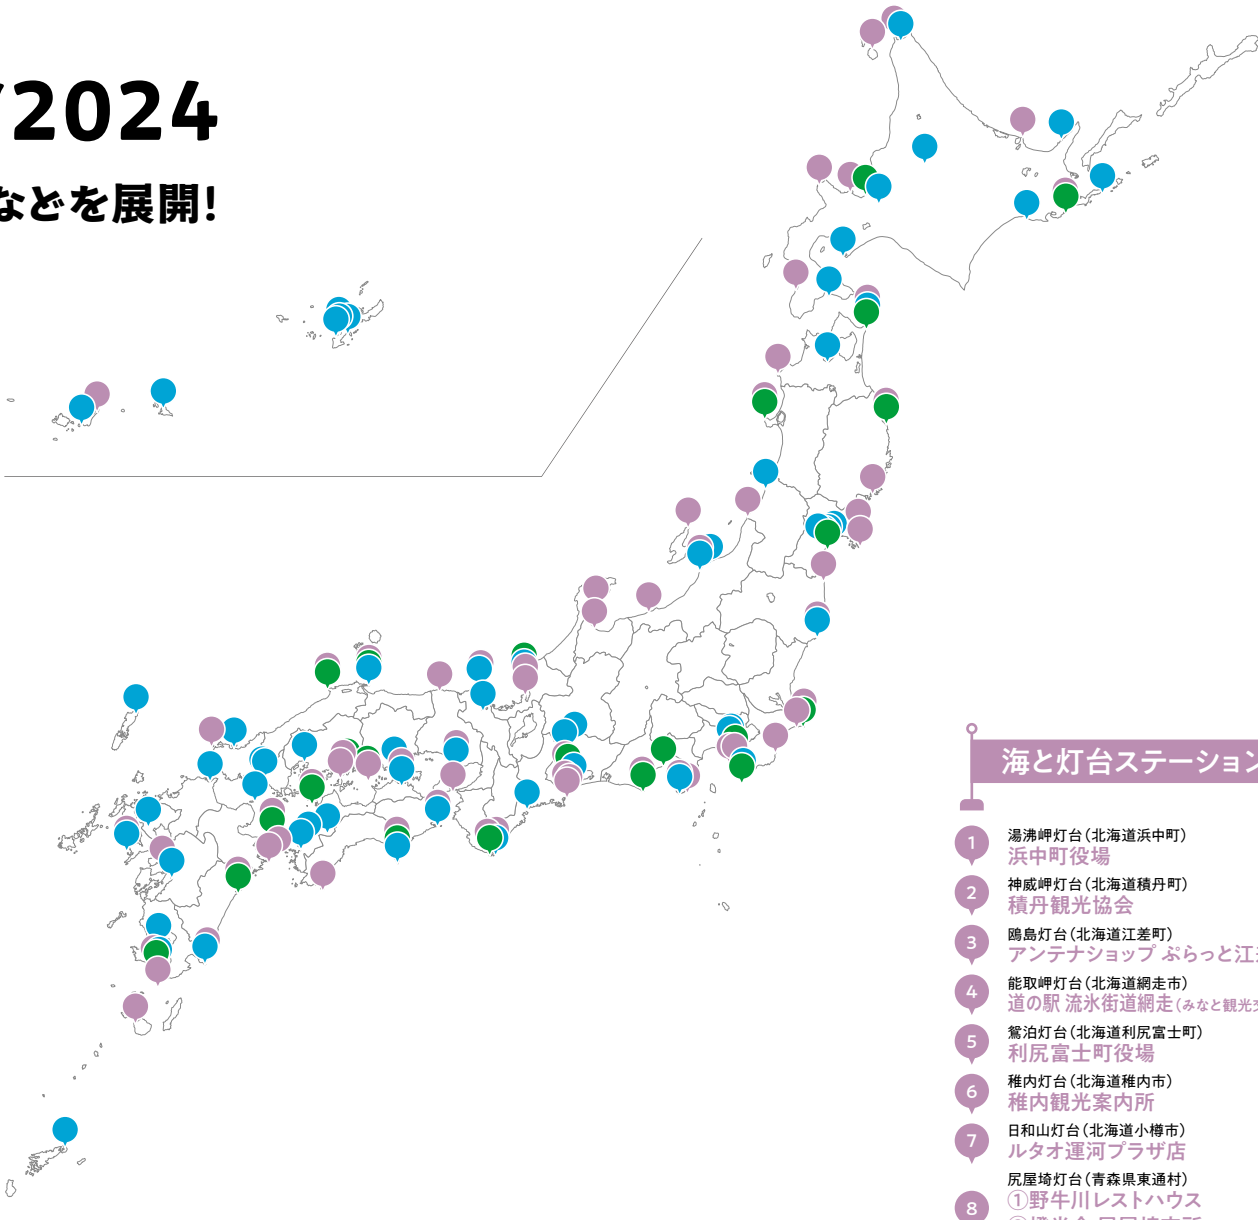 2024
などを展開!
海と灯台ステーション
1
湯沸岬灯台(北海道浜中町)
浜中町役場
2
神威岬灯台(北海道積丹町)
積丹観光協会
3
鴎島灯台(北海道江差町)
アンテナショップ ぷらっと江
4
能取岬灯台(北海道網走市)
道の駅 流氷街道網走(みなと観光
5
鴛泊灯台(北海道利尻富士町)
利尻富士町役場
6
稚内灯台(北海道稚内市)
稚内観光案内所
7
日和山灯台(北海道小樽市)
ルタオ運河プラザ店
8
尻屋埼灯台(青森県東通村)
①野牛川レストハウス